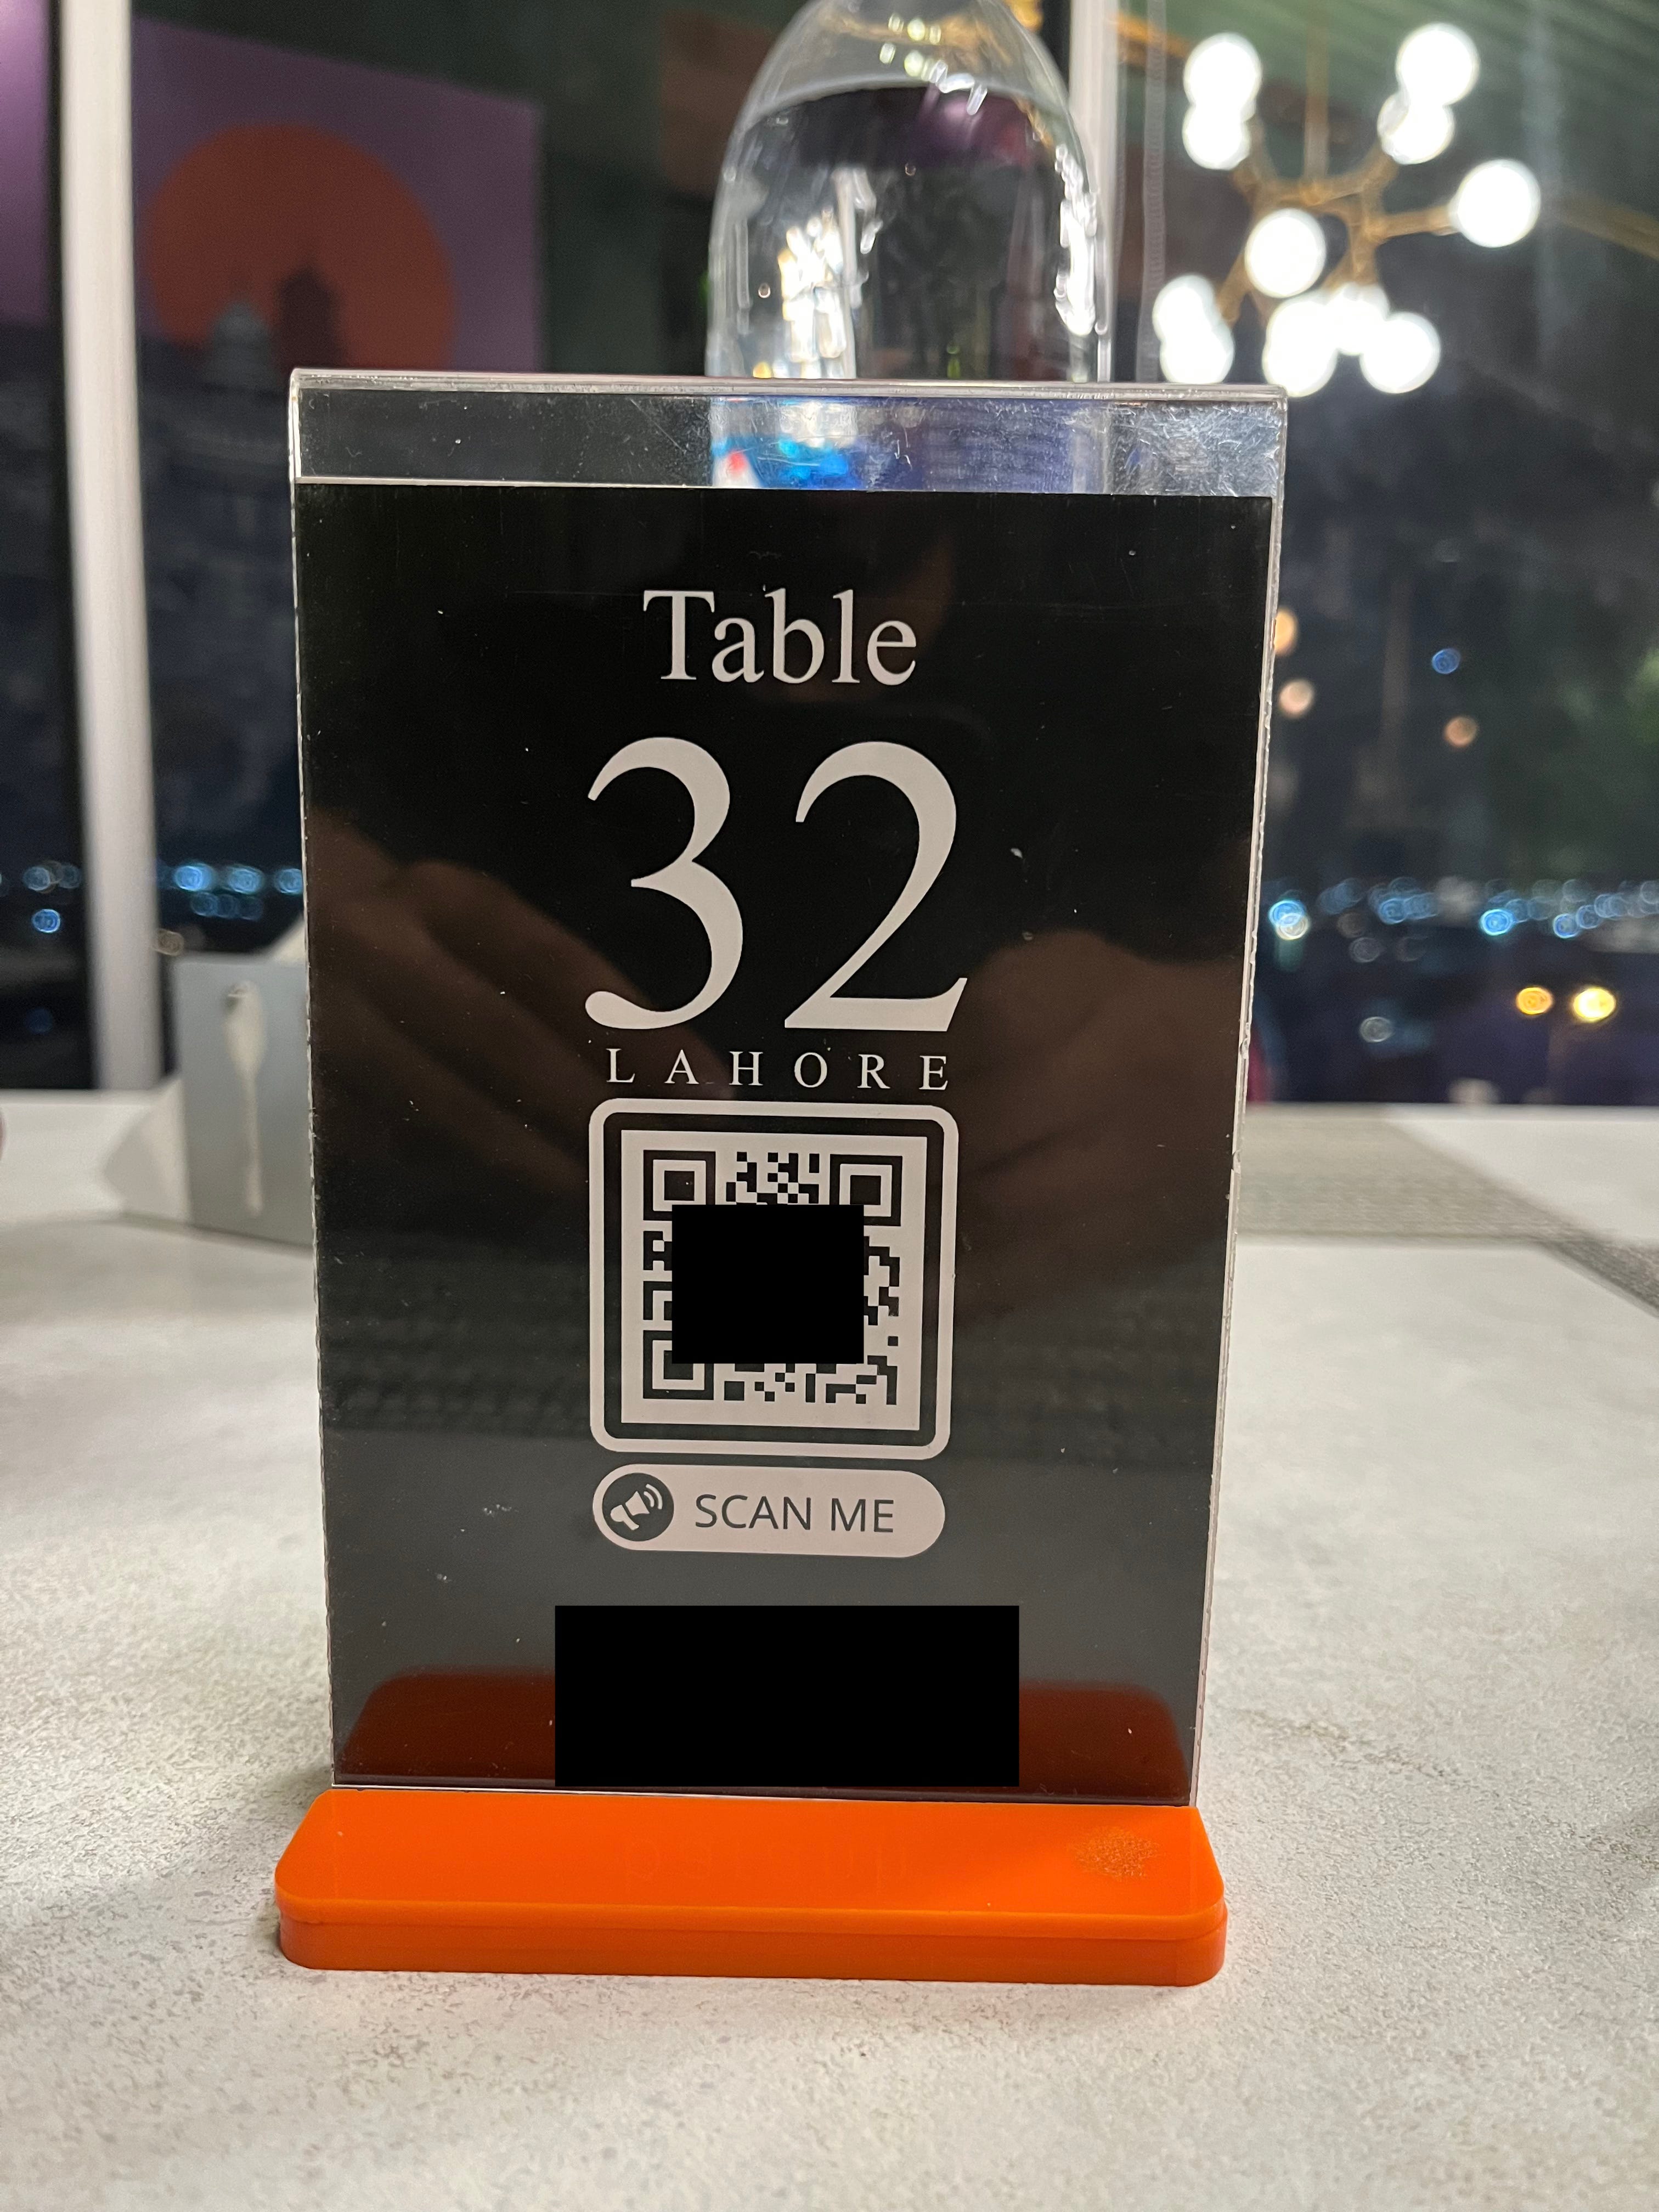 Table
32
LAHORE
SCAN ME